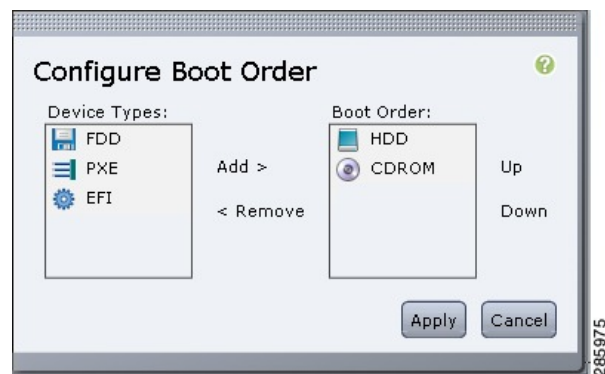 Configure Boot Order
Device Types:
FDD
PXE
EFI
Add >
< Remove
Boot Order:
HDD
CDROM
Up
Down
Apply
Cancel
285975